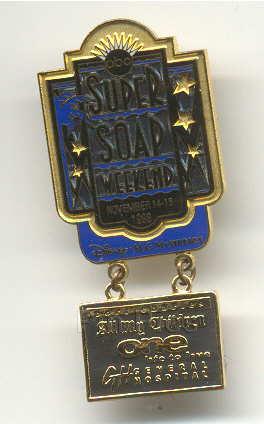 abc
SUPER
SOAP
WEEKEND
NOVEMBER 14-15
1998
Disney-MGM STUDIOS
All My Children
one
life to live
GENERAL
HOSPITAL